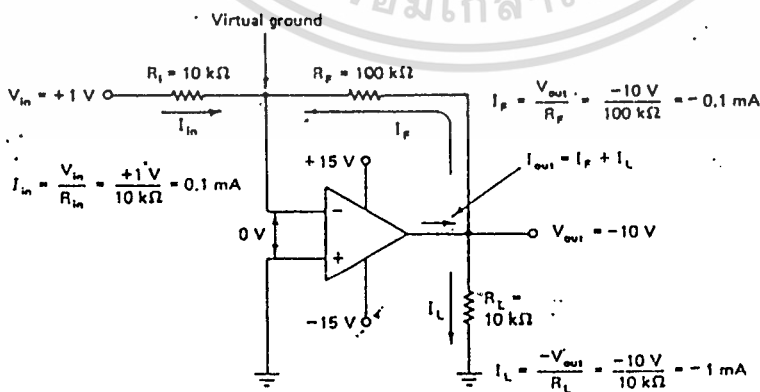 Virtual ground
R₁ = 10 kΩ
R_F = 100 kΩ
V_in = +1 V
I_in
I_F
I_F = V_out / R_F = -10 V / 100 kΩ = -0.1 mA
I_in = V_in / R_in = +1 V / 10 kΩ = 0.1 mA
+15 V
I_out = I_F + I_L
0 V
−
+
V_out = -10 V
-15 V
I_L
R_L = 10 kΩ
I_L = -V_out / R_L = -10 V / 10 kΩ = -1 mA